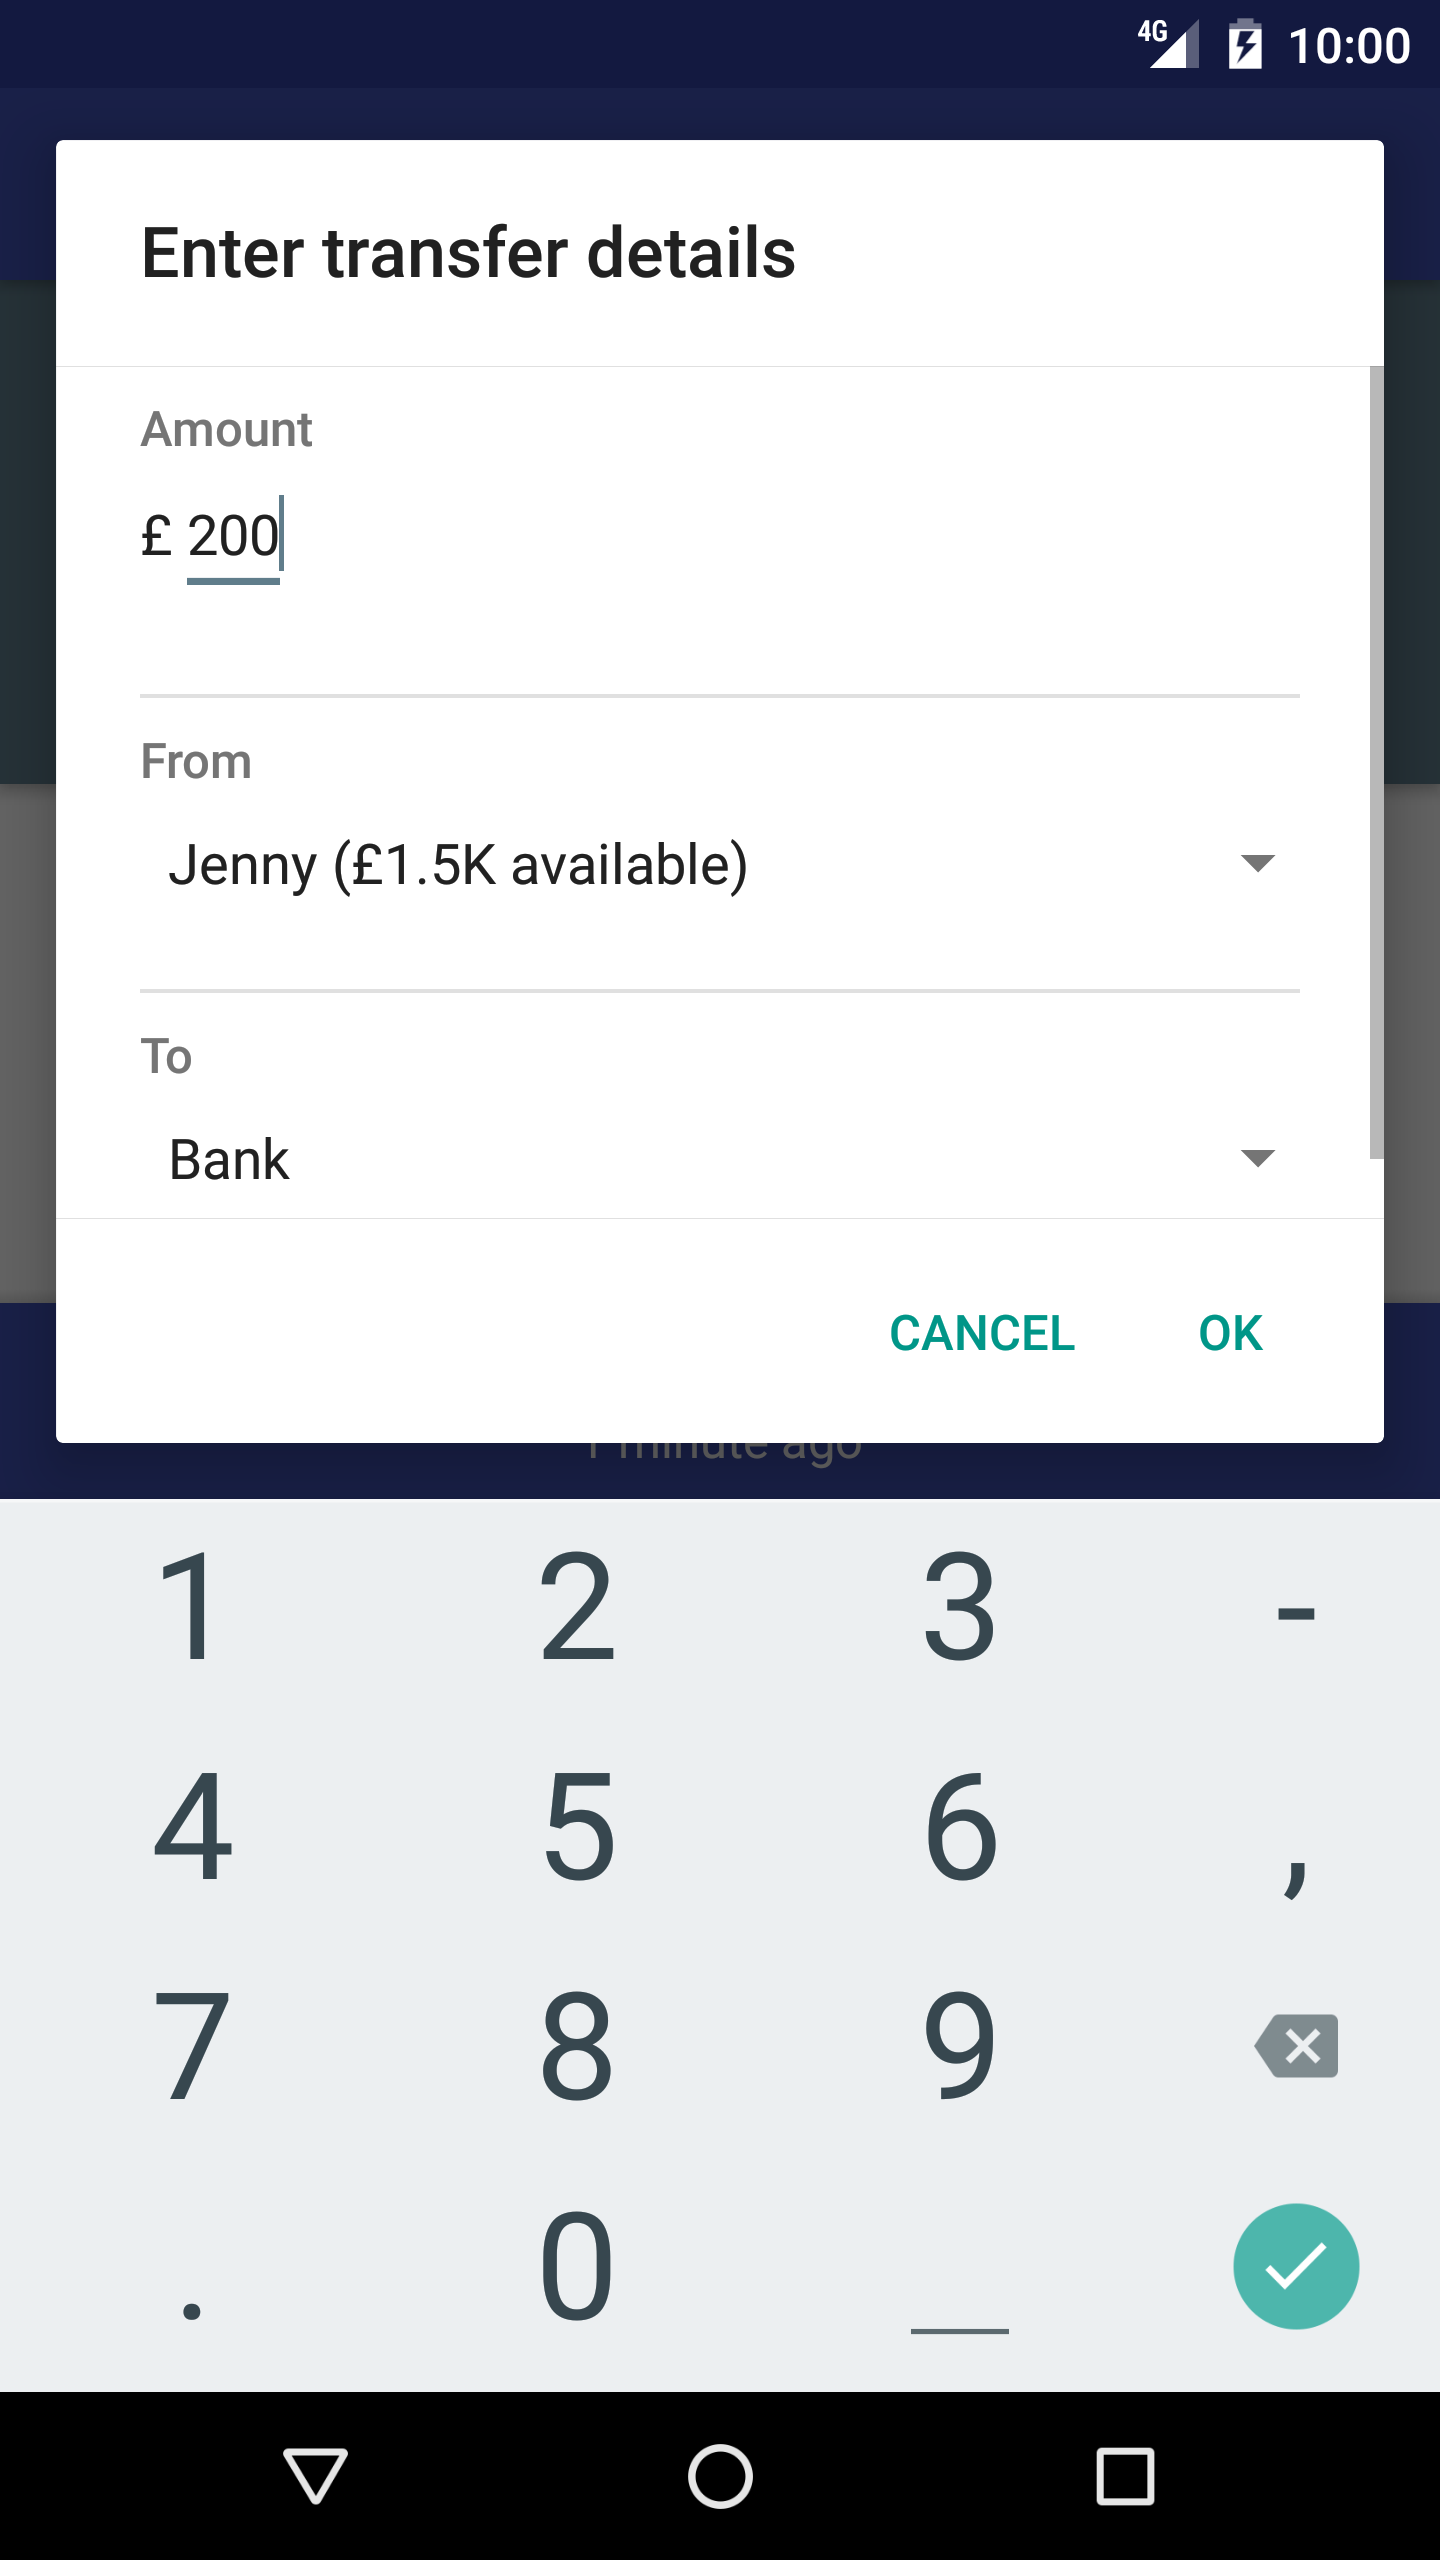 4G 10:00
Enter transfer details
Amount
£ 200
From
Jenny (£1.5K available)
To
Bank
CANCEL OK
1 minute ago
1 2 3 -
4 5 6 ,
7 8 9
. 0